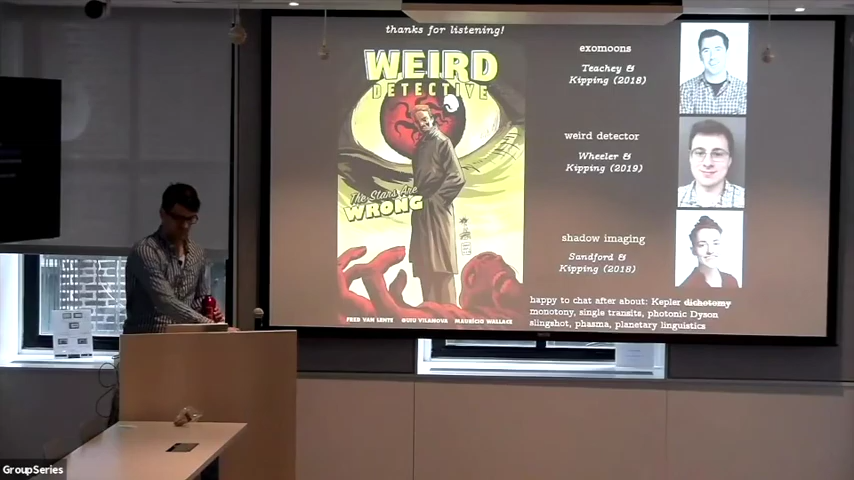 thanks for listening!
WEIRD
DETECTIVE
The Stars Are
WRONG
FRED VAN LENTE GUIU VILANOVA MAURICIO WALLACE
exomoons
Teachey &
Kipping (2018)
weird detector
Wheeler &
Kipping (2019)
shadow imaging
Sandford &
Kipping (2018)
happy to chat after about: Kepler dichotomy
monotony, single transits, photonic Dyson
slingshot, phasma, planetary linguistics
GroupSeries